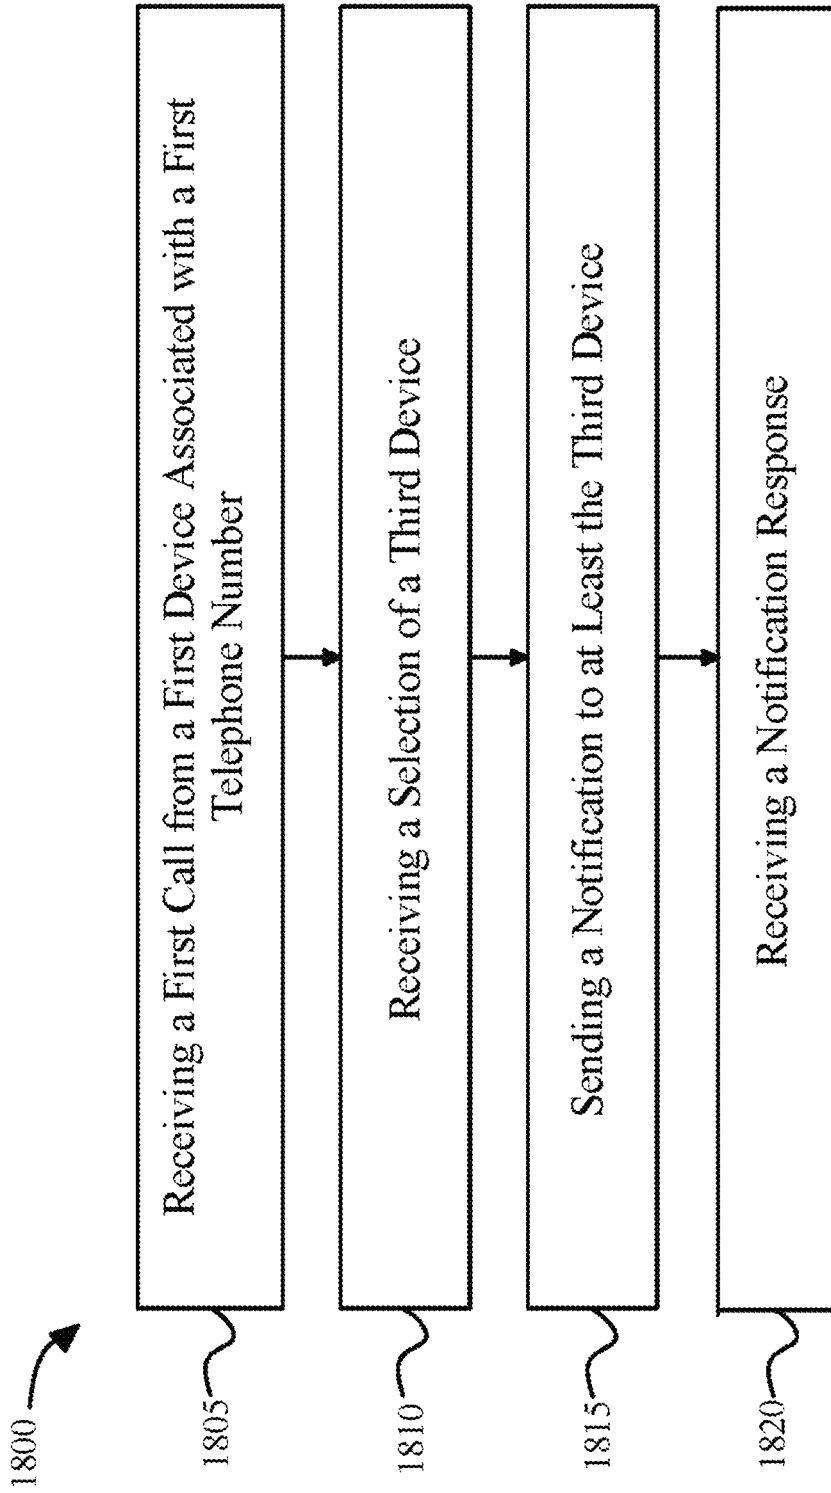 1800
1805
Receiving a First Call from a First Device Associated with a First
Telephone Number
1810
Receiving a Selection of a Third Device
1815
Sending a Notification to at Least the Third Device
1820
Receiving a Notification Response